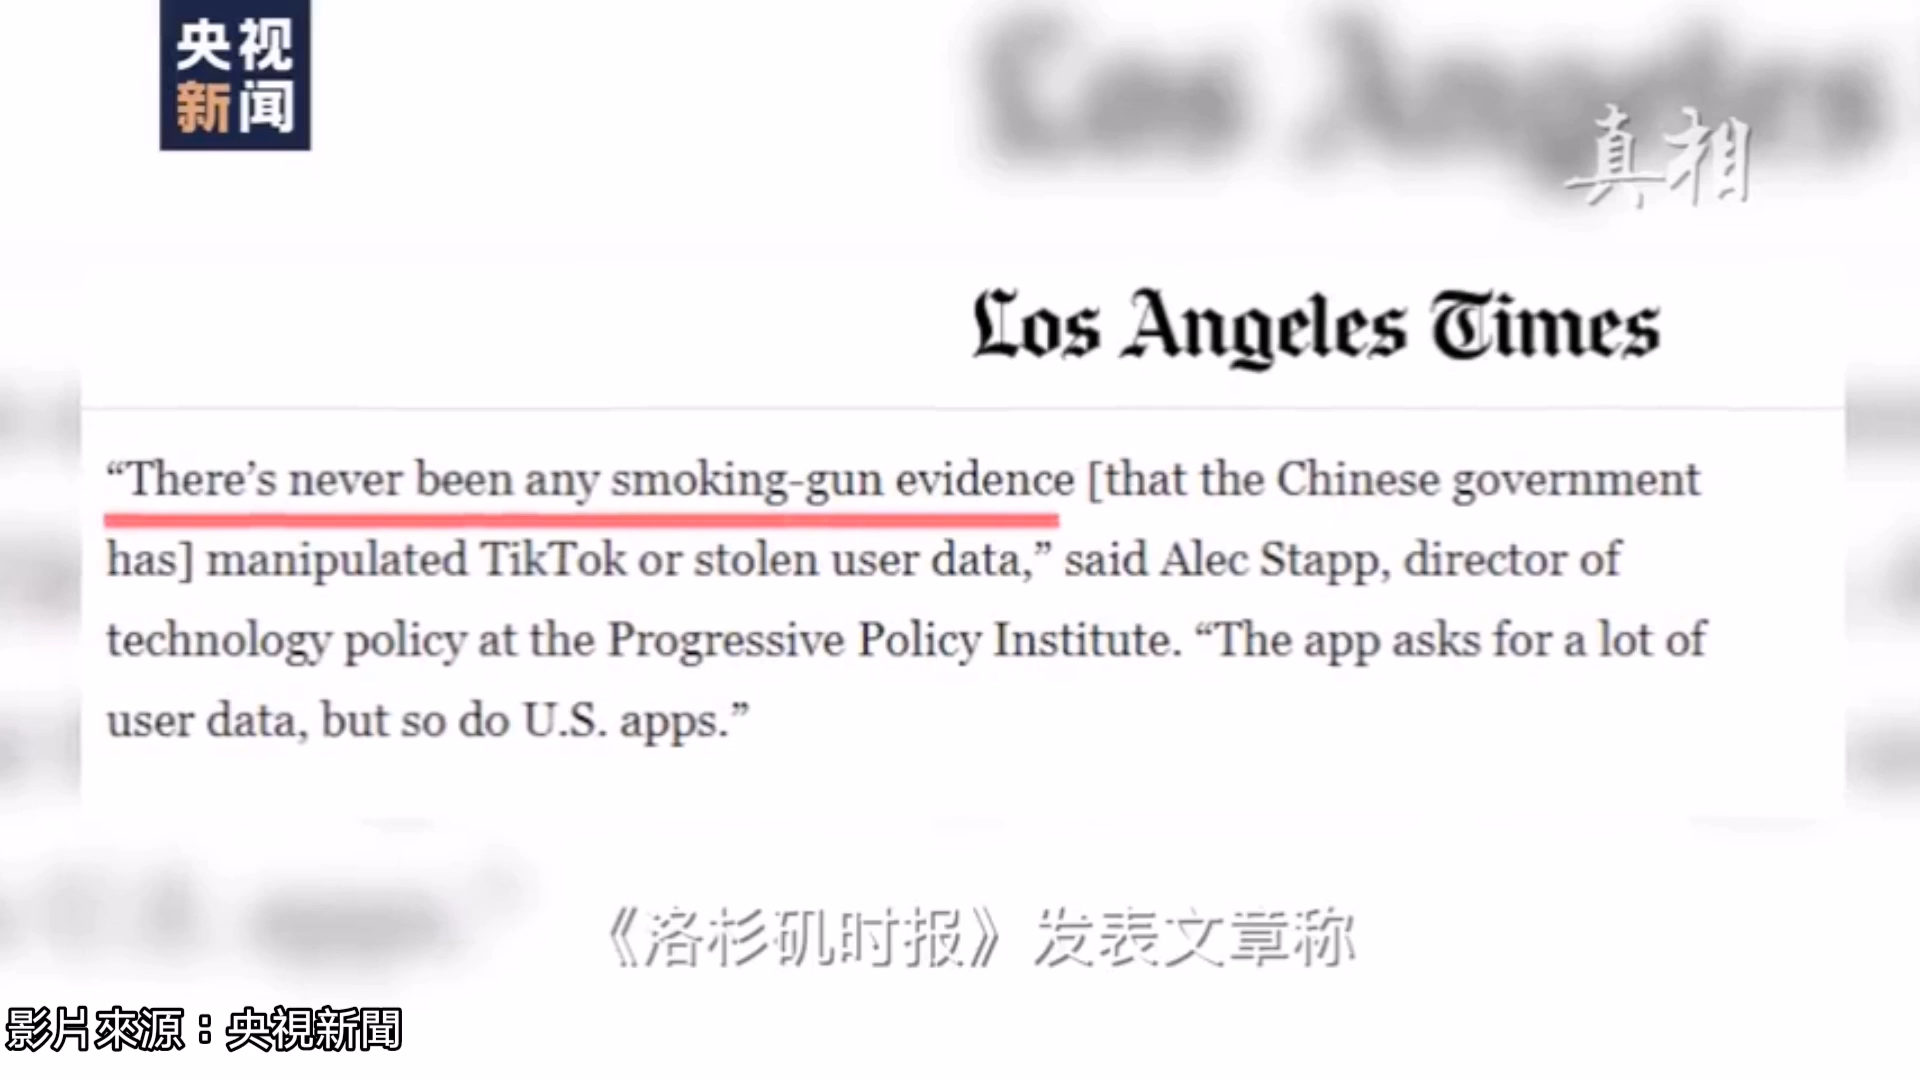 央视
新闻
Los Angeles
真相
Los Angeles Times
“There’s never been any smoking-gun evidence [that the Chinese government
has] manipulated TikTok or stolen user data,” said Alec Stapp, director of
technology policy at the Progressive Policy Institute. “The app asks for a lot of
user data, but so do U.S. apps.”
《洛杉矶时报》发表文章称
影片來源：央視新聞